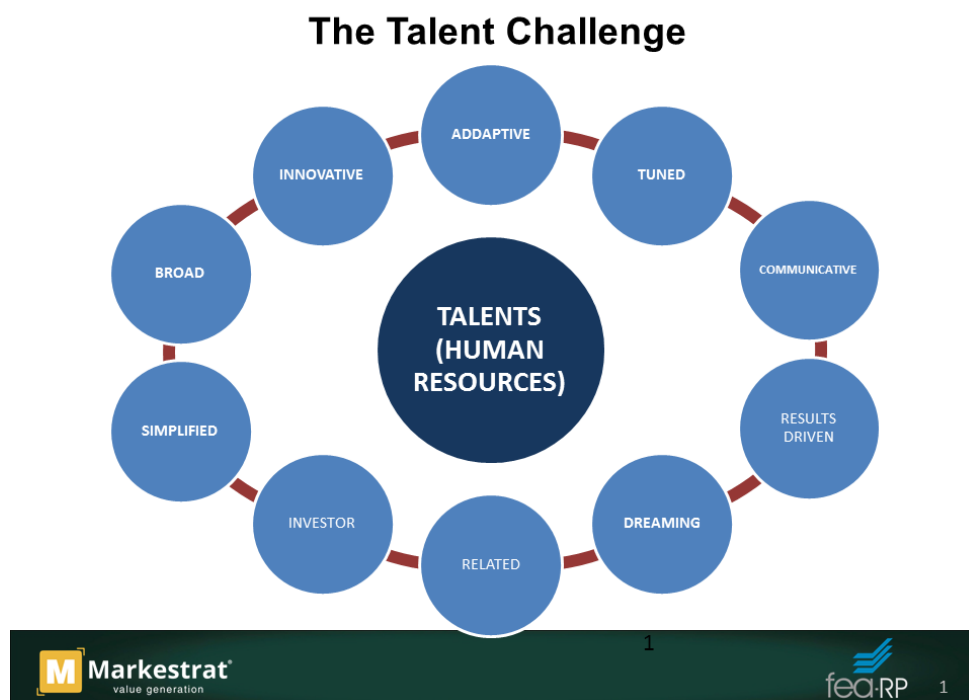 The Talent Challenge
ADDAPTIVE
INNOVATIVE
TUNED
BROAD
COMMUNICATIVE
TALENTS
(HUMAN
RESOURCES)
SIMPLIFIED
RESULTS
DRIVEN
INVESTOR
DREAMING
RELATED
1
M Markestrat®
value generation
fea-RP
1